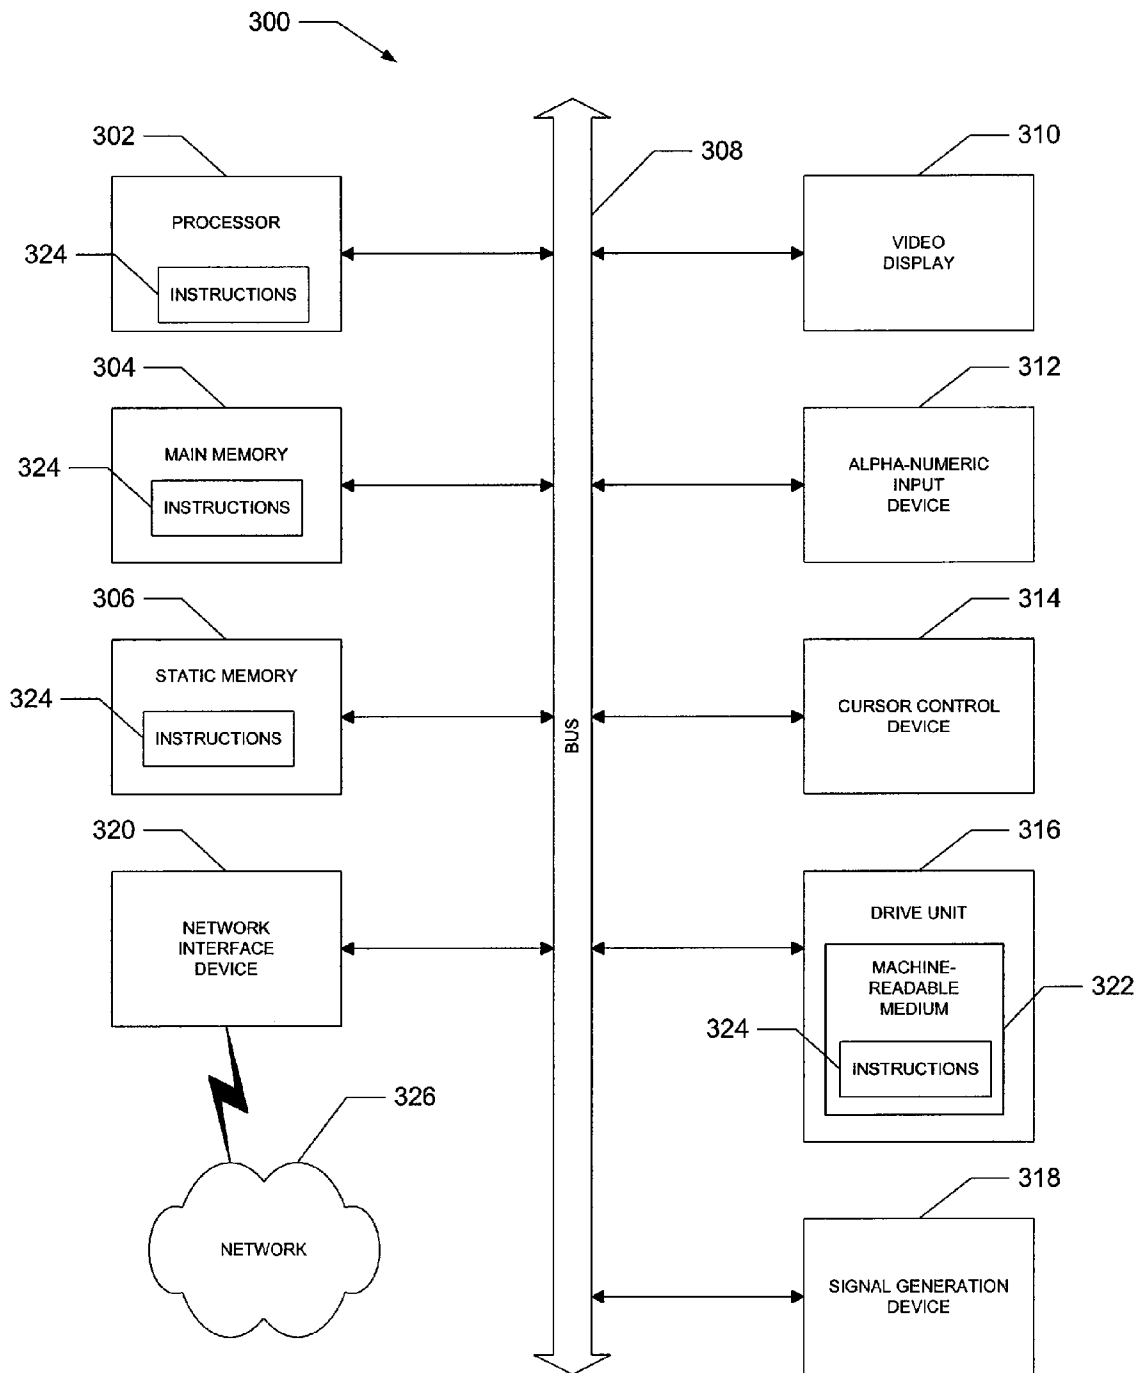 300
302
308
310
PROCESSOR
324
INSTRUCTIONS
VIDEO
DISPLAY
304
312
MAIN MEMORY
324
INSTRUCTIONS
ALPHA-NUMERIC
INPUT
DEVICE
306
314
STATIC MEMORY
324
INSTRUCTIONS
BUS
CURSOR CONTROL
DEVICE
320
316
NETWORK
INTERFACE
DEVICE
DRIVE UNIT
MACHINE-
READABLE
MEDIUM
322
324
INSTRUCTIONS
326
NETWORK
318
SIGNAL GENERATION
DEVICE